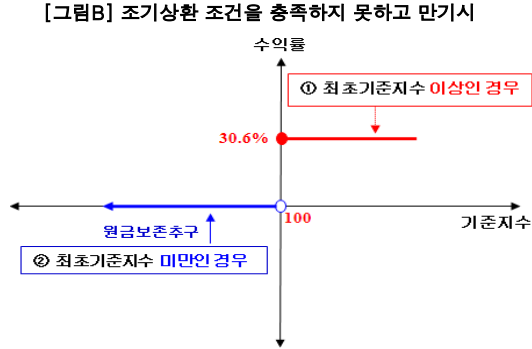 [그림B] 조기상환 조건을 충족하지 못하고 만기시
수익률
① 최초기준지수 이상인 경우
30.6%
100
기준지수
원금보존추구
② 최초기준지수 미만인 경우